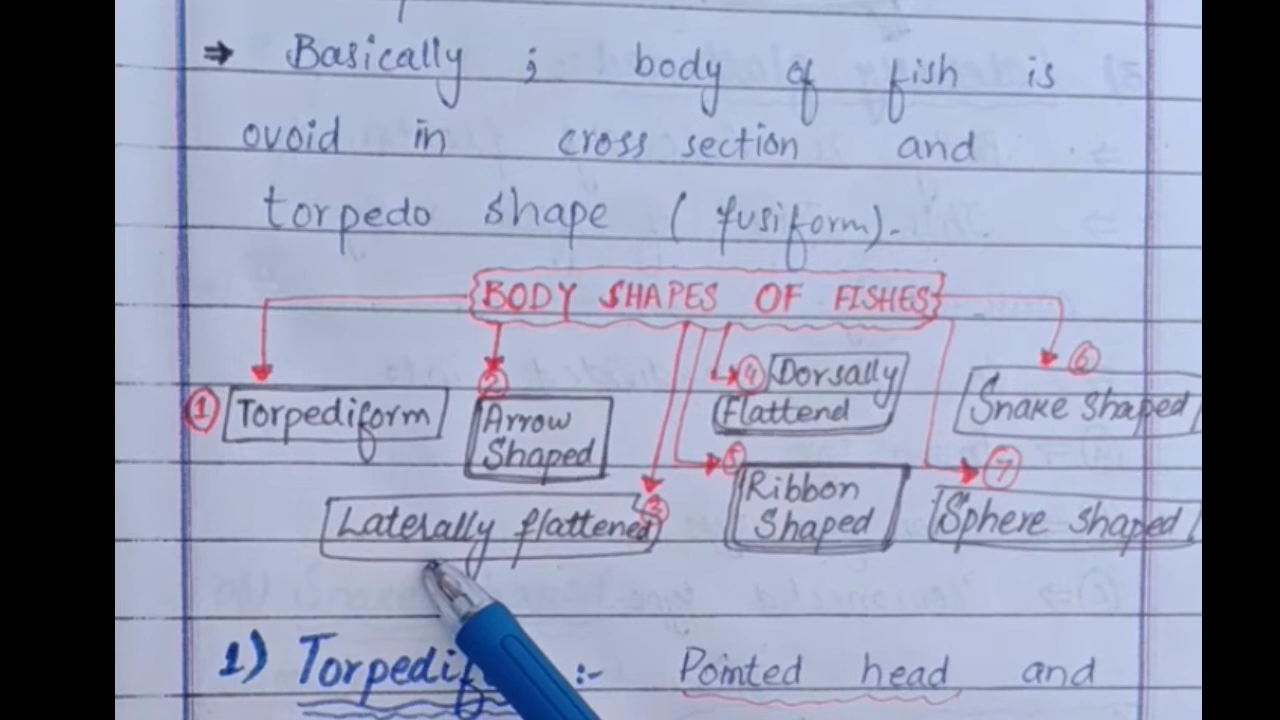 ⇒ Basically ; body of fish is
ovoid in cross section and
torpedo shape ( fusiform).
BODY SHAPES OF FISHES
① Torpediform
② Arrow
Shaped
③ Laterally flattened
④ Dorsally
Flattend
⑤ Ribbon
Shaped
⑥ Snake shaped
⑦ Sphere shaped
1) :- Pointed head and